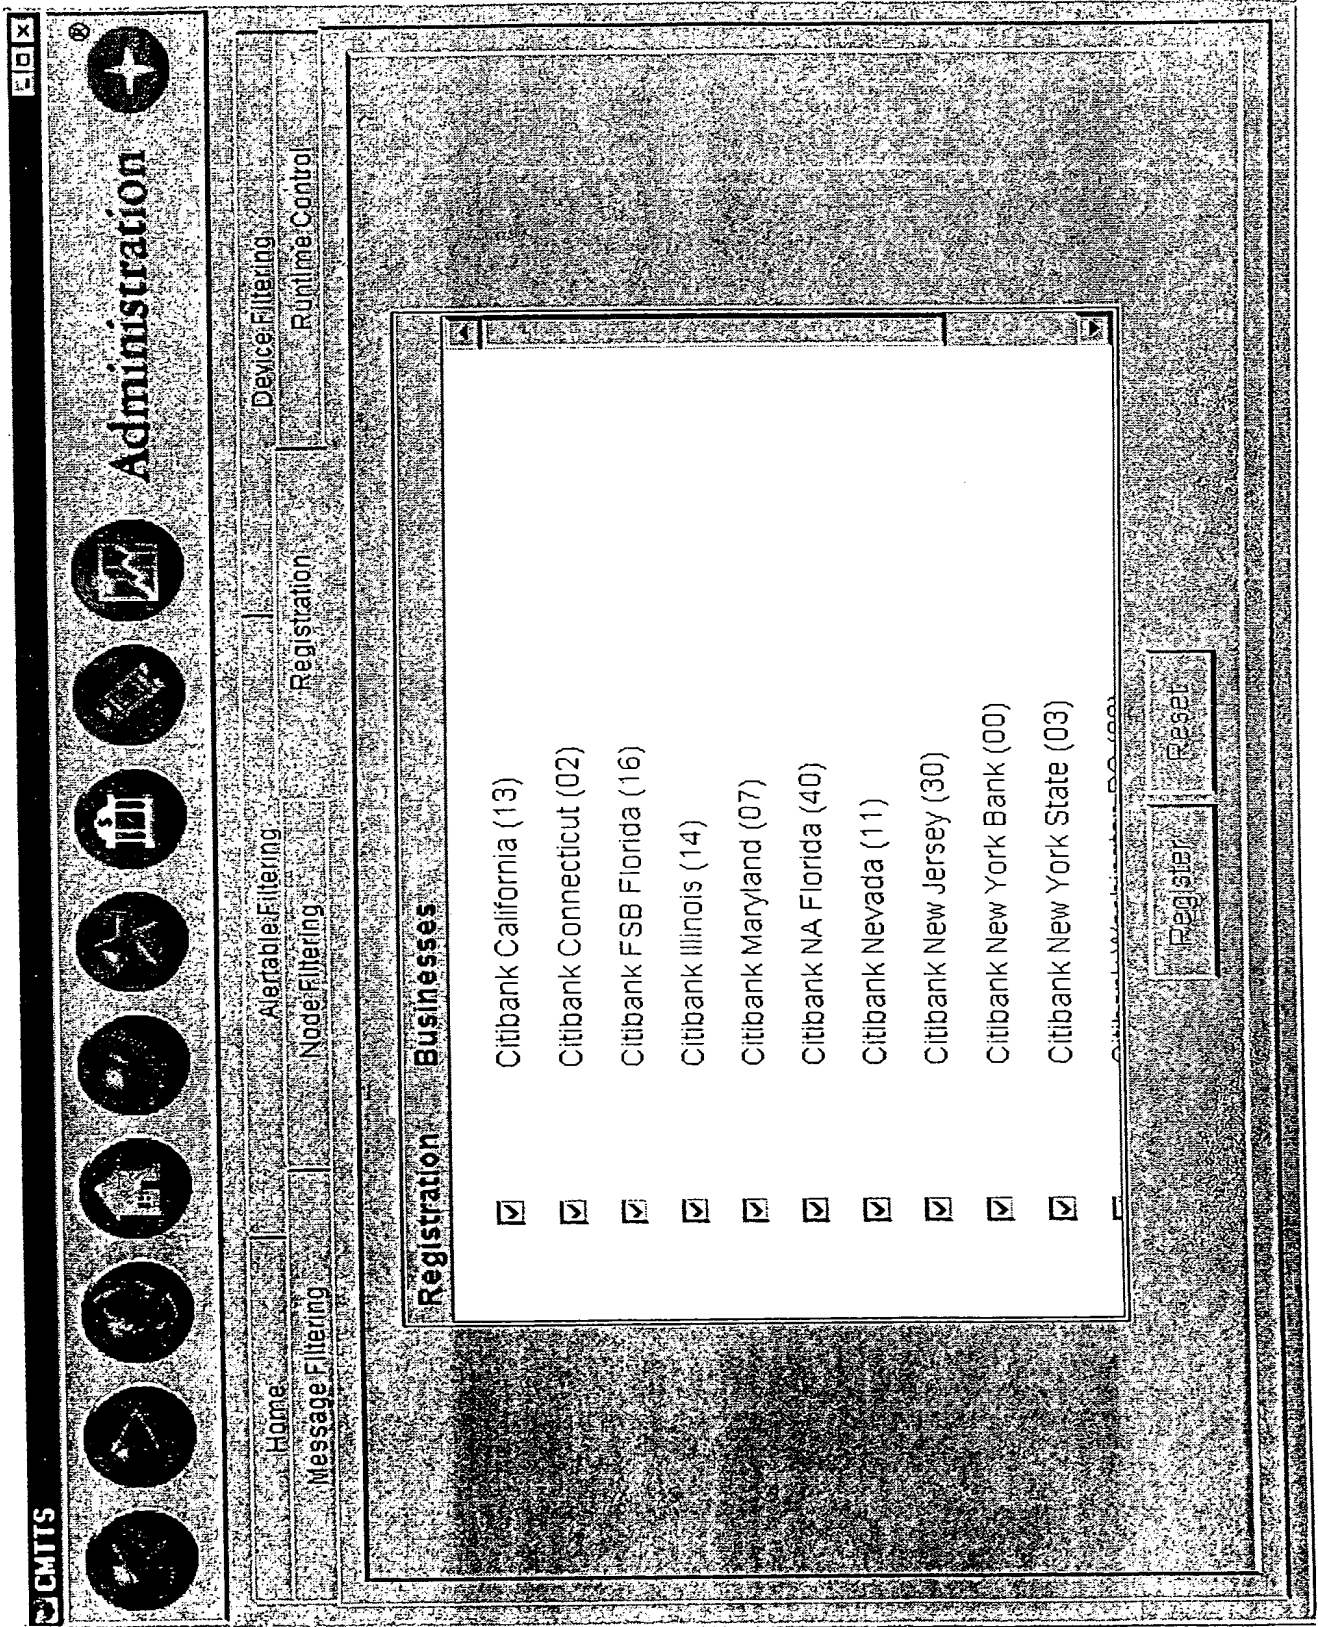 CMTTS
Administration ®
Home Alertable Filtering Device Filtering
Message Filtering Node Filtering Registration Runtime Control
Registration Businesses
Citibank California (13)
Citibank Connecticut (02)
Citibank FSB Florida (16)
Citibank Illinois (14)
Citibank Maryland (07)
Citibank NA Florida (40)
Citibank Nevada (11)
Citibank New Jersey (30)
Citibank New York Bank (00)
Citibank New York State (03)
Register Reset